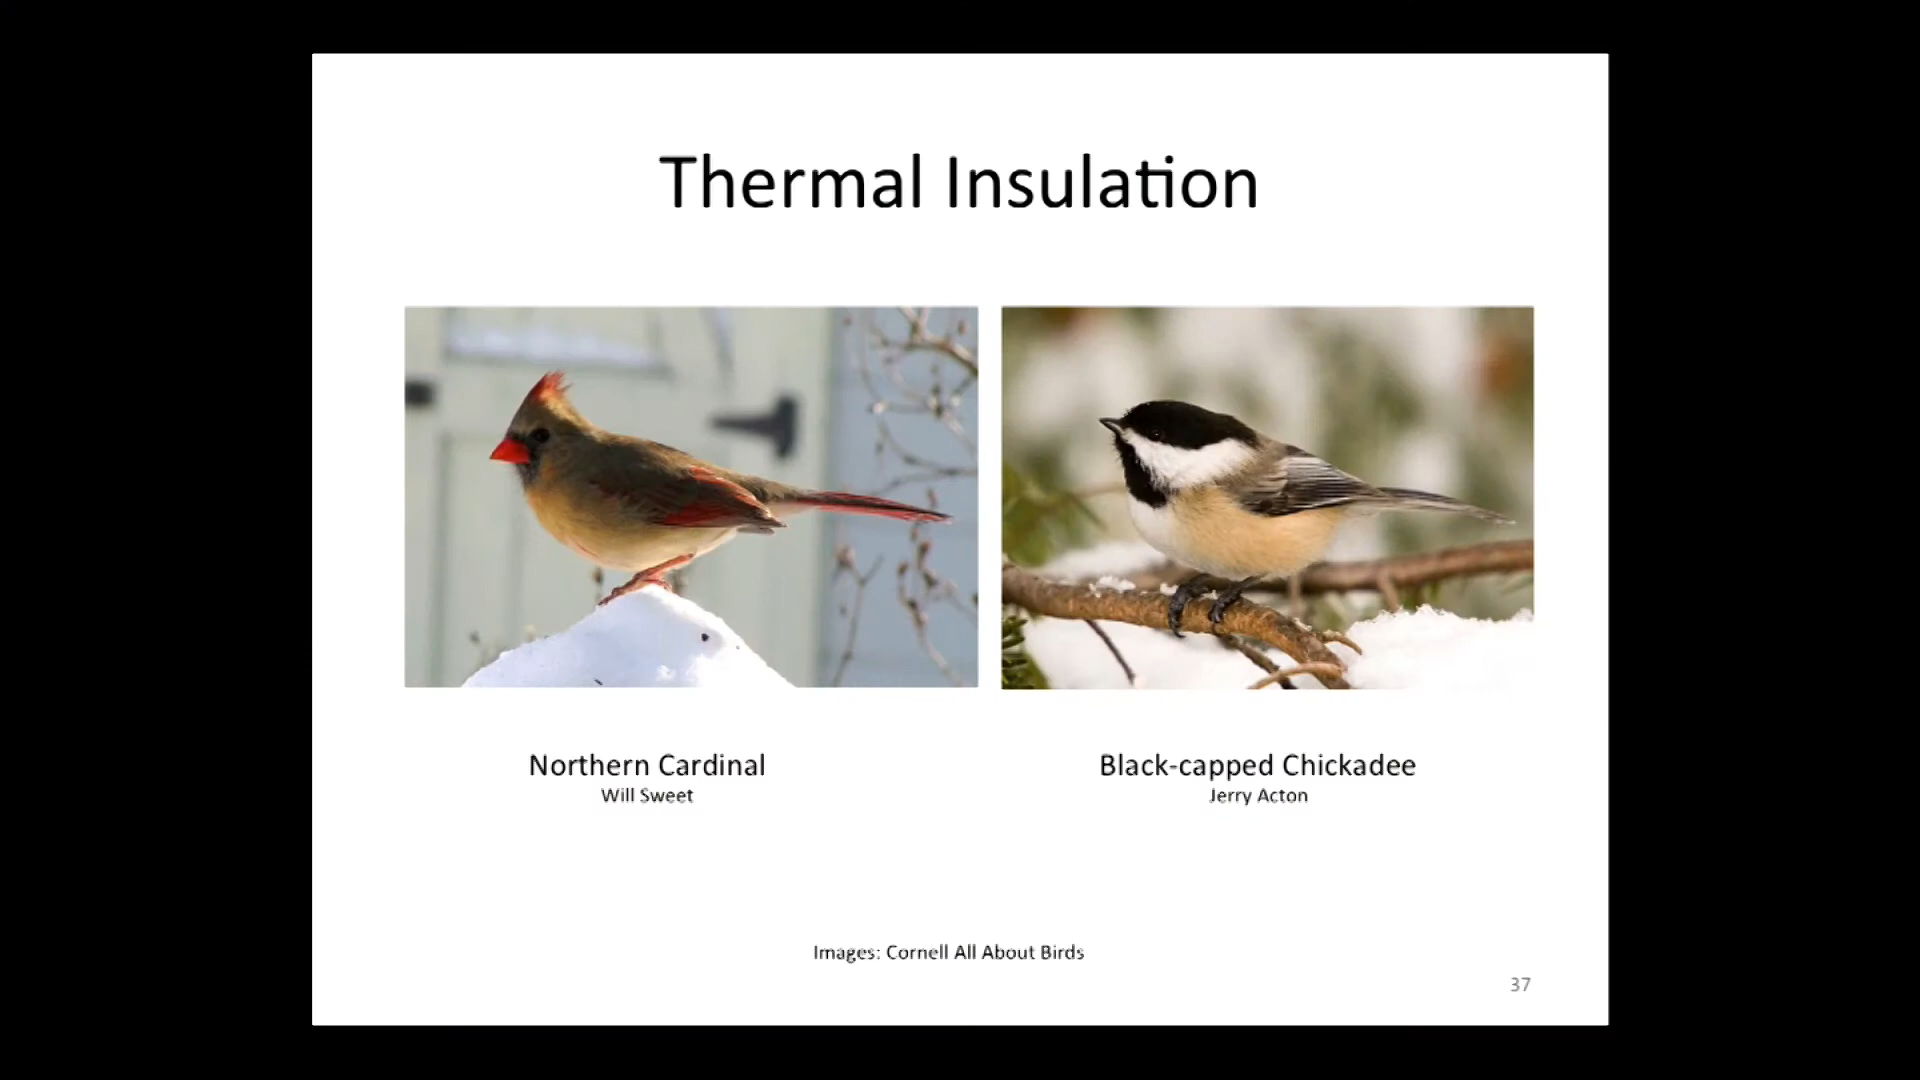 Thermal Insulation
Northern Cardinal
Will Sweet
Black-capped Chickadee
Jerry Acton
Images: Cornell All About Birds
37